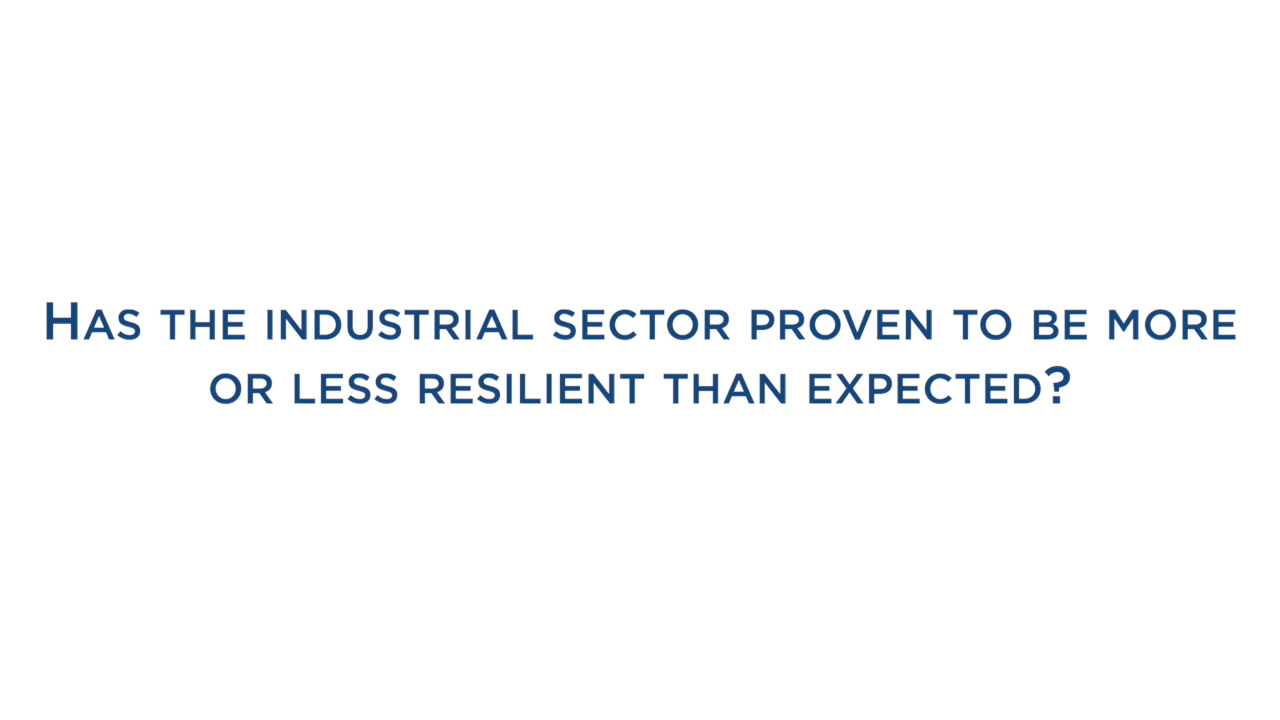 Has the industrial sector proven to be more
or less resilient than expected?